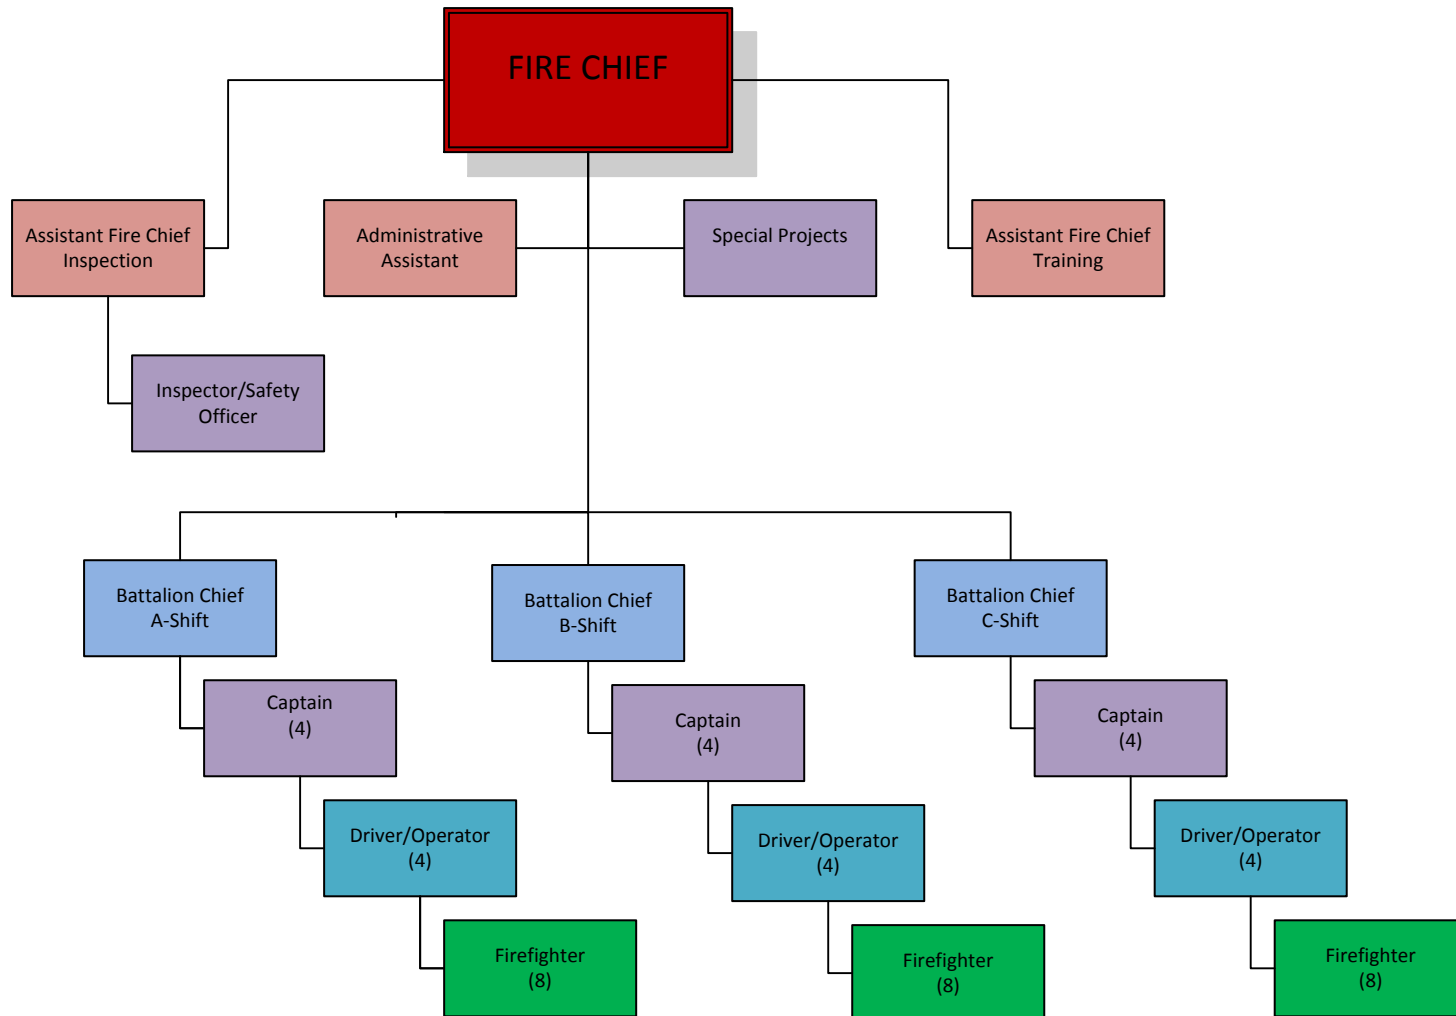 FIRE CHIEF
Assistant Fire Chief
Inspection
Administrative
Assistant
Special Projects
Assistant Fire Chief
Training
Inspector/Safety
Officer
Battalion Chief
A-Shift
Battalion Chief
B-Shift
Battalion Chief
C-Shift
Captain
(4)
Captain
(4)
Captain
(4)
Driver/Operator
(4)
Driver/Operator
(4)
Driver/Operator
(4)
Firefighter
(8)
Firefighter
(8)
Firefighter
(8)